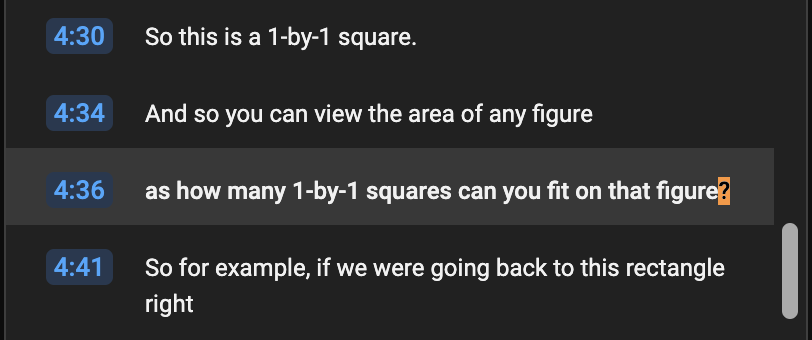 4:30 So this is a 1-by-1 square.
4:34 And so you can view the area of any figure
4:36 as how many 1-by-1 squares can you fit on that figure?
4:41 So for example, if we were going back to this rectangle
right